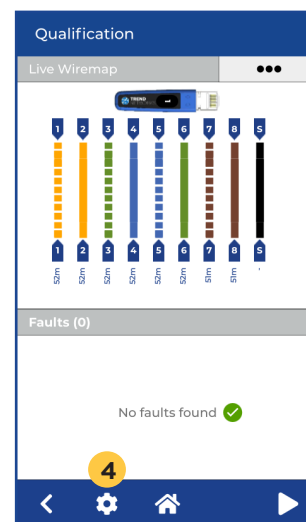 Qualification
Live Wiremap •••
TREND
1 2 3 4 5 6 7 8 S
1 2 3 4 5 6 7 8 S
52m 52m 52m 52m 52m 52m 51m 51m -
Faults (0)
No faults found
4